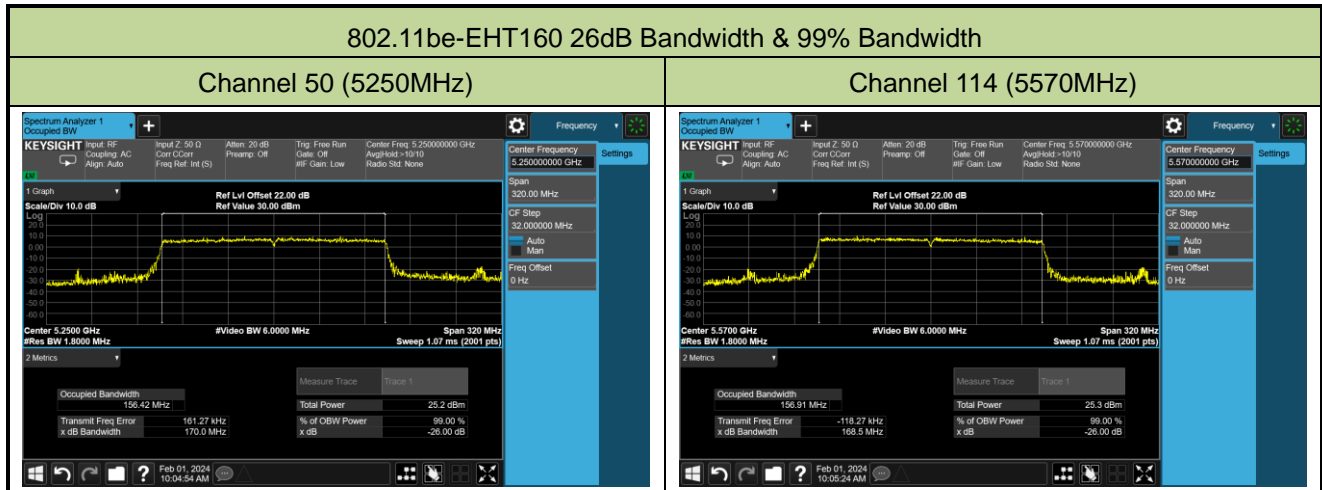 802.11be-EHT160 26dB Bandwidth & 99% Bandwidth
Channel 50 (5250MHz)
Spectrum Analyzer 1
Occupied BW
+
Frequency
KEYSIGHT
Input: RF
Coupling: AC
Align: Auto
Input Z: 50 Ω
Corr CCorr
Freq Ref: Int (S)
Atten: 20 dB
Preamp: Off
Trig: Free Run
Gate: Off
#IF Gain: Low
Center Freq: 5.250000000 GHz
Avg|Hold:>10/10
Radio Std: None
Center Frequency
5.250000000 GHz
Settings
Span
320.00 MHz
CF Step
32.000000 MHz
Auto
Man
Freq Offset
0 Hz
1 Graph
Scale/Div 10.0 dB
Ref Lvl Offset 22.00 dB
Ref Value 30.00 dBm
Log
20.0
10.0
0.00
-10.0
-20.0
-30.0
-40.0
-50.0
-60.0
Center 5.2500 GHz
#Res BW 1.8000 MHz
#Video BW 6.0000 MHz
Span 320 MHz
Sweep 1.07 ms (2001 pts)
2 Metrics
Measure Trace Trace 1
Occupied Bandwidth
156.42 MHz
Total Power 25.2 dBm
Transmit Freq Error 161.27 kHz
% of OBW Power 99.00 %
x dB Bandwidth 170.0 MHz
x dB -26.00 dB
?
Feb 01, 2024
10:04:54 AM
Channel 114 (5570MHz)
Spectrum Analyzer 1
Occupied BW
+
Frequency
KEYSIGHT
Input: RF
Coupling: AC
Align: Auto
Input Z: 50 Ω
Corr CCorr
Freq Ref: Int (S)
Atten: 20 dB
Preamp: Off
Trig: Free Run
Gate: Off
#IF Gain: Low
Center Freq: 5.570000000 GHz
Avg|Hold:>10/10
Radio Std: None
Center Frequency
5.570000000 GHz
Settings
Span
320.00 MHz
CF Step
32.000000 MHz
Auto
Man
Freq Offset
0 Hz
1 Graph
Scale/Div 10.0 dB
Ref Lvl Offset 22.00 dB
Ref Value 30.00 dBm
Log
20.0
10.0
0.00
-10.0
-20.0
-30.0
-40.0
-50.0
-60.0
Center 5.5700 GHz
#Res BW 1.8000 MHz
#Video BW 6.0000 MHz
Span 320 MHz
Sweep 1.07 ms (2001 pts)
2 Metrics
Measure Trace Trace 1
Occupied Bandwidth
156.91 MHz
Total Power 25.3 dBm
Transmit Freq Error -118.27 kHz
% of OBW Power 99.00 %
x dB Bandwidth 168.5 MHz
x dB -26.00 dB
?
Feb 01, 2024
10:05:24 AM